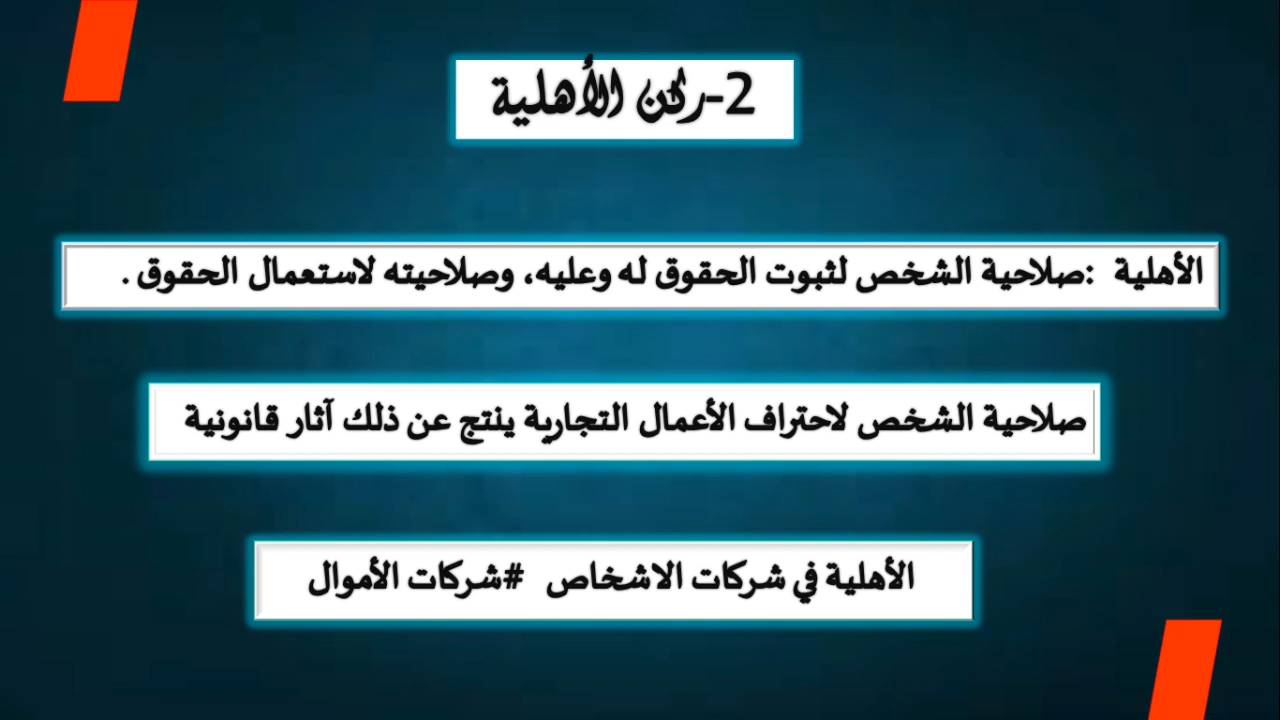 2-ركن الأهلية
الأهلية :صلاحية الشخص لثبوت الحقوق له وعليه، وصلاحيته لاستعمال الحقوق .
صلاحية الشخص لاحتراف الأعمال التجارية ينتج عن ذلك آثار قانونية
الأهلية في شركات الاشخاص #شركات الأموال